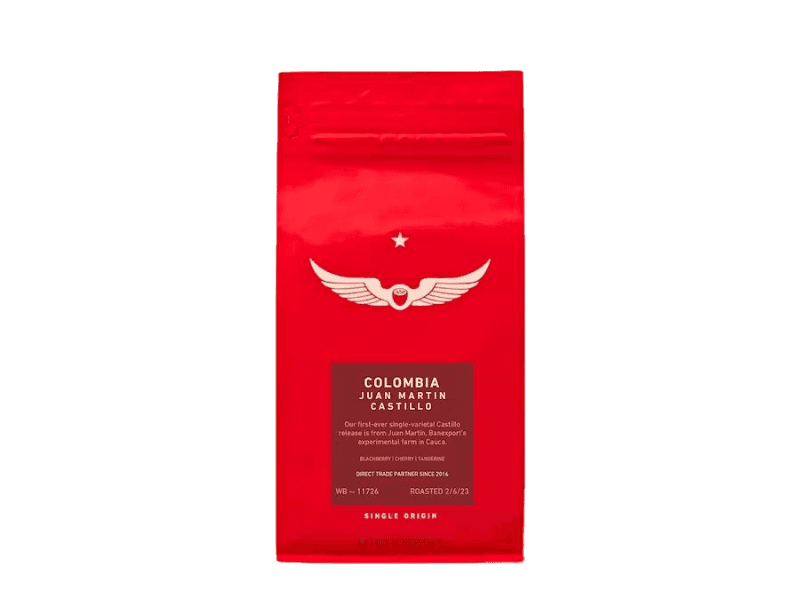 COLOMBIA
JUAN MARTIN
CASTILLO
Our first-ever single-varietal Castillo
release is from Juan Martin, Banexport's
experimental farm in Cauca.
BLACKBERRY | CHERRY | TANGERINE
DIRECT TRADE PARTNER SINCE 2016
WB — 11726 ROASTED 2/6/23
SINGLE ORIGIN